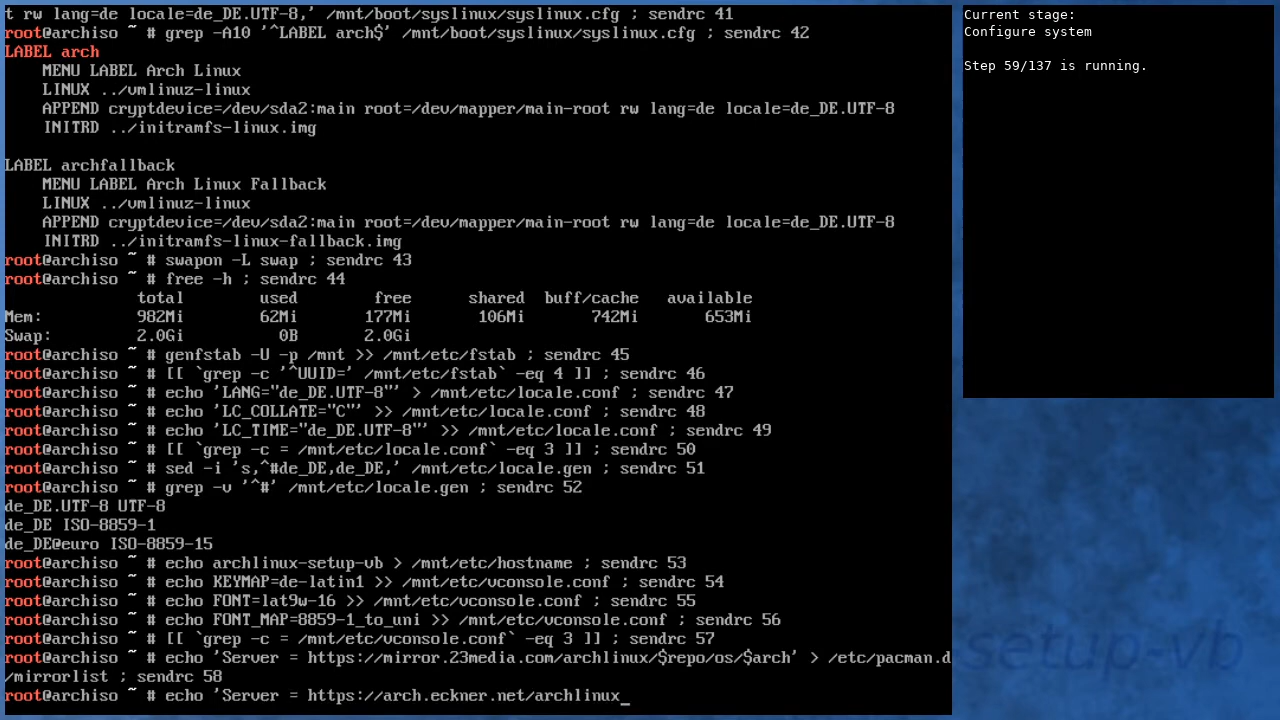 t rw lang=de locale=de_DE.UTF-8,' /mnt/boot/syslinux/syslinux.cfg ; sendrc 41
root@archiso ~ # grep -A10 '^LABEL arch$' /mnt/boot/syslinux/syslinux.cfg ; sendrc 42
LABEL arch
    MENU LABEL Arch Linux
    LINUX ../vmlinuz-linux
    APPEND cryptdevice=/dev/sda2:main root=/dev/mapper/main-root rw lang=de locale=de_DE.UTF-8
    INITRD ../initramfs-linux.img

LABEL archfallback
    MENU LABEL Arch Linux Fallback
    LINUX ../vmlinuz-linux
    APPEND cryptdevice=/dev/sda2:main root=/dev/mapper/main-root rw lang=de locale=de_DE.UTF-8
    INITRD ../initramfs-linux-fallback.img
root@archiso ~ # swapon -L swap ; sendrc 43
root@archiso ~ # free -h ; sendrc 44
              total        used        free      shared  buff/cache   available
Mem:          982Mi        62Mi       177Mi       106Mi       742Mi       653Mi
Swap:         2.0Gi          0B       2.0Gi
root@archiso ~ # genfstab -U -p /mnt >> /mnt/etc/fstab ; sendrc 45
root@archiso ~ # [[ `grep -c '^UUID=' /mnt/etc/fstab` -eq 4 ]] ; sendrc 46
root@archiso ~ # echo 'LANG="de_DE.UTF-8"' > /mnt/etc/locale.conf ; sendrc 47
root@archiso ~ # echo 'LC_COLLATE="C"' >> /mnt/etc/locale.conf ; sendrc 48
root@archiso ~ # echo 'LC_TIME="de_DE.UTF-8"' >> /mnt/etc/locale.conf ; sendrc 49
root@archiso ~ # [[ `grep -c = /mnt/etc/locale.conf` -eq 3 ]] ; sendrc 50
root@archiso ~ # sed -i 's,^#de_DE,de_DE,' /mnt/etc/locale.gen ; sendrc 51
root@archiso ~ # grep -v '^#' /mnt/etc/locale.gen ; sendrc 52
de_DE.UTF-8 UTF-8
de_DE ISO-8859-1
de_DE@euro ISO-8859-15
root@archiso ~ # echo archlinux-setup-vb > /mnt/etc/hostname ; sendrc 53
root@archiso ~ # echo KEYMAP=de-latin1 >> /mnt/etc/vconsole.conf ; sendrc 54
root@archiso ~ # echo FONT=lat9w-16 >> /mnt/etc/vconsole.conf ; sendrc 55
root@archiso ~ # echo FONT_MAP=8859-1_to_uni >> /mnt/etc/vconsole.conf ; sendrc 56
root@archiso ~ # [[ `grep -c = /mnt/etc/vconsole.conf` -eq 3 ]] ; sendrc 57
root@archiso ~ # echo 'Server = https://mirror.23media.com/archlinux/$repo/os/$arch' > /etc/pacman.d
/mirrorlist ; sendrc 58
root@archiso ~ # echo 'Server = https://arch.eckner.net/archlinux_
Current stage:
Configure system

Step 59/137 is running.
setup-vb